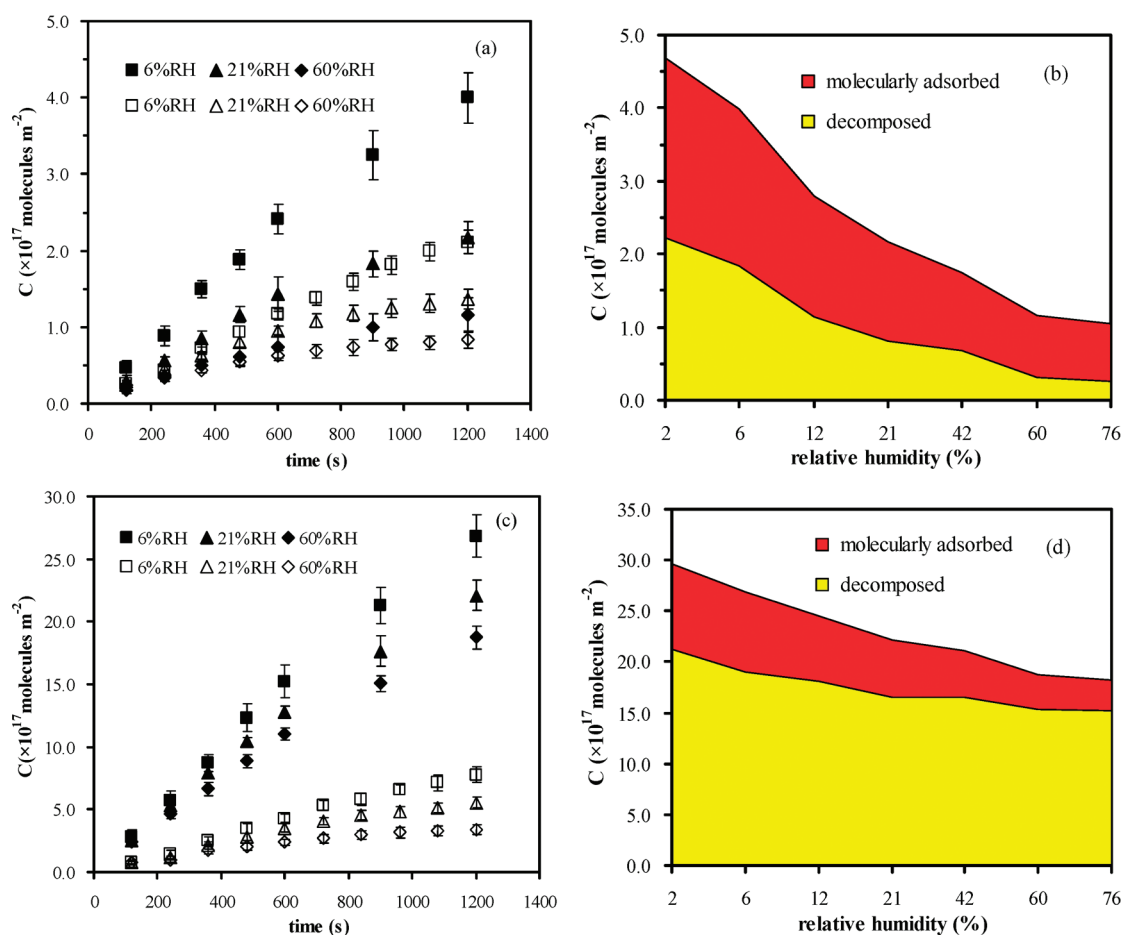 (a)
6%RH 21%RH 60%RH
6%RH 21%RH 60%RH
C (×10¹⁷ molecules m⁻²)
5.0
4.0
3.0
2.0
1.0
0.0
0 200 400 600 800 1000 1200 1400
time (s)
(b)
molecularly adsorbed
decomposed
C (×10¹⁷ molecules m⁻²)
5.0
4.0
3.0
2.0
1.0
0.0
2 6 12 21 42 60 76
relative humidity (%)
(c)
6%RH 21%RH 60%RH
6%RH 21%RH 60%RH
C(×10¹⁷ molecules m⁻²)
30.0
25.0
20.0
15.0
10.0
5.0
0.0
0 200 400 600 800 1000 1200 1400
time (s)
(d)
molecularly adsorbed
decomposed
C (×10¹⁷ molecules m⁻²)
35.0
30.0
25.0
20.0
15.0
10.0
5.0
0.0
2 6 12 21 42 60 76
relative humidity (%)